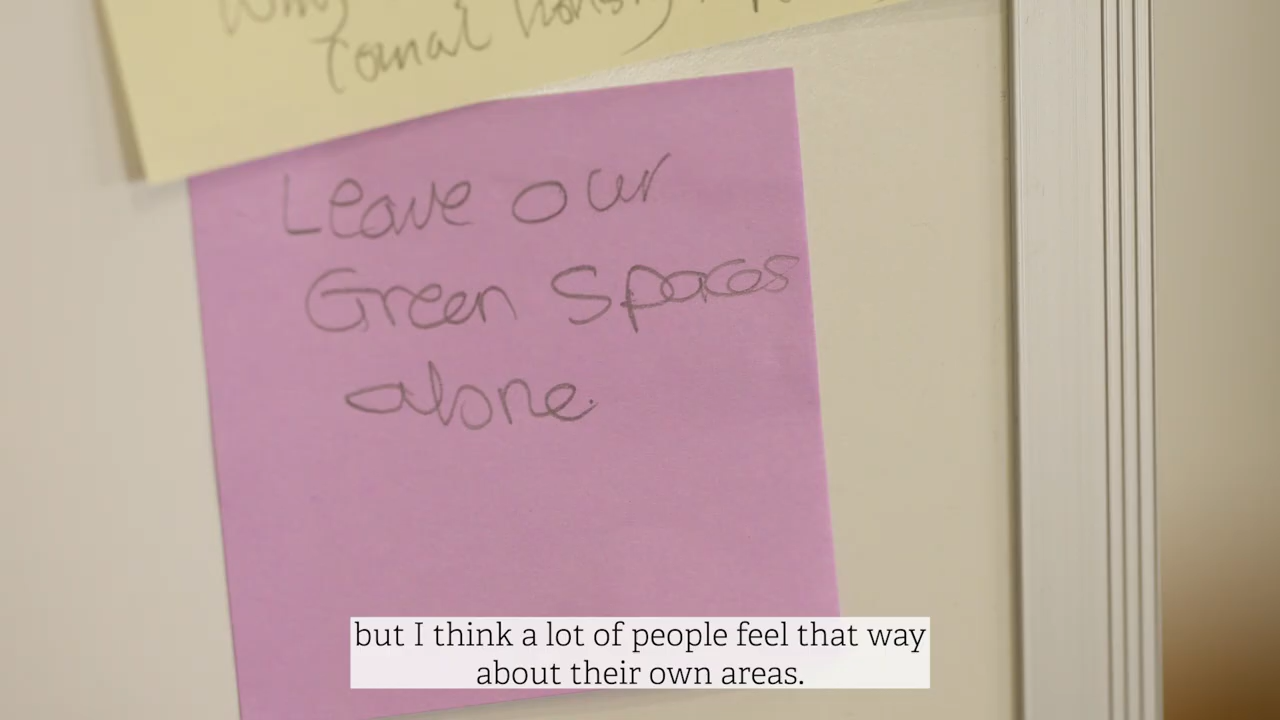 Leave our
Green Spaces
alone.
but I think a lot of people feel that way
about their own areas.